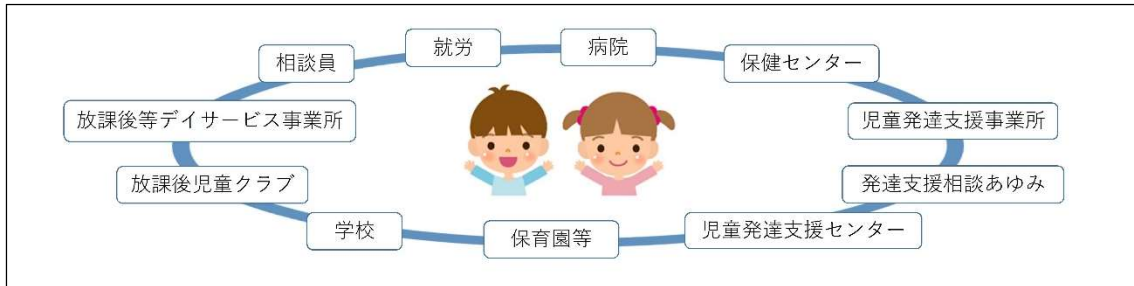 就労
病院
相談員
保健センター
放課後等デイサービス事業所
児童発達支援事業所
放課後児童クラブ
発達支援相談あゆみ
学校
保育園等
児童発達支援センター